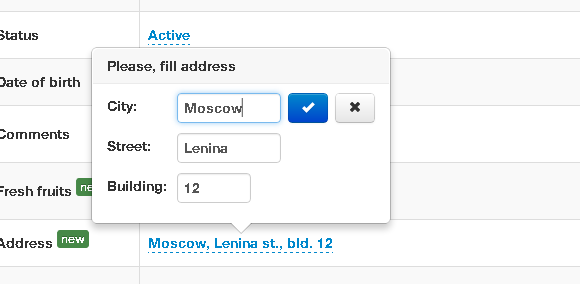 Status Active
Please, fill address
Date of birth
City: Moscow
Comments
Street: Lenina
Building: 12
Fresh fruits
Address new Moscow, Lenina st., bld. 12